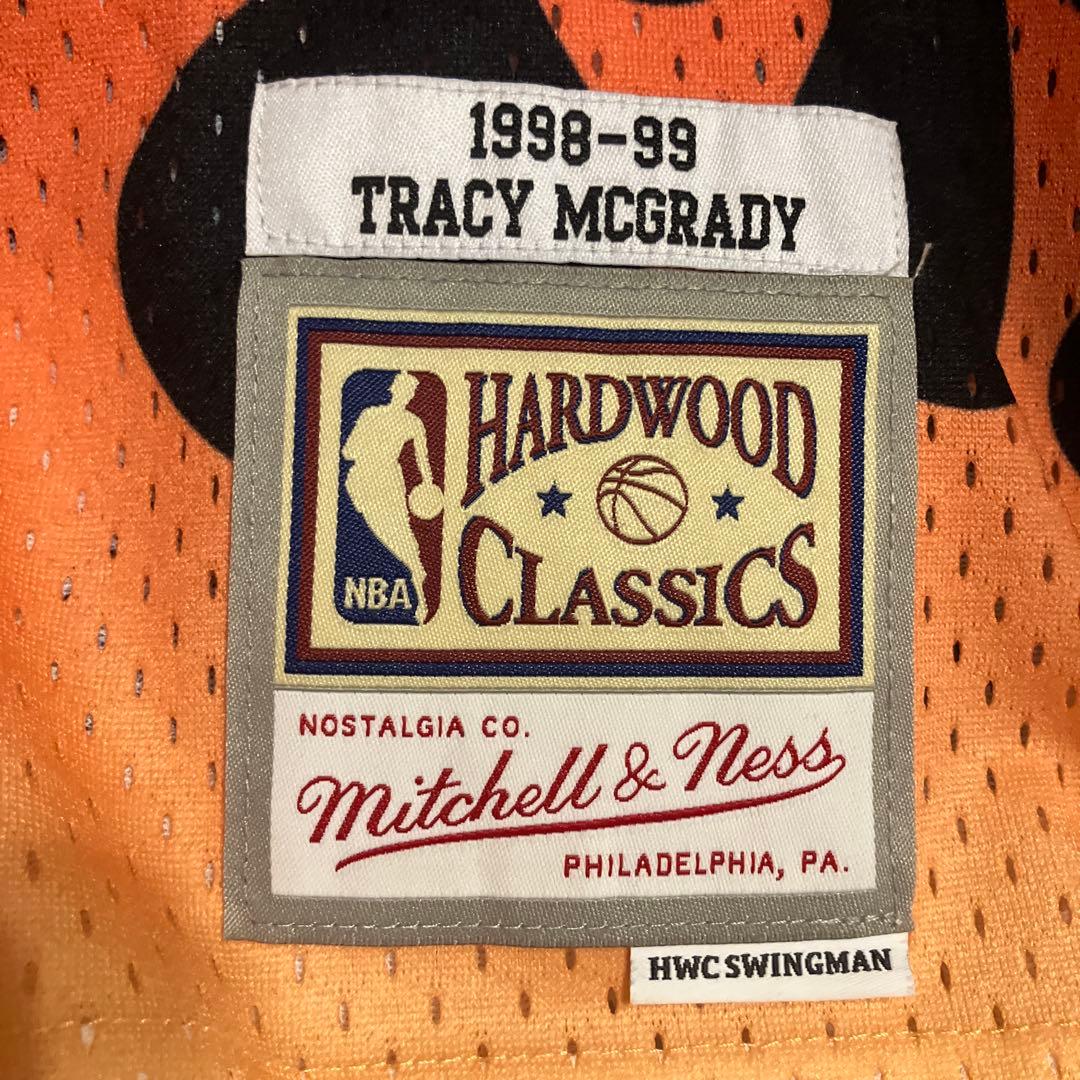 1998-99
TRACY MCGRADY
HARDWOOD
CLASSICS
NBA
NOSTALGIA CO.
Mitchell & Ness
PHILADELPHIA, PA.
HWC SWINGMAN